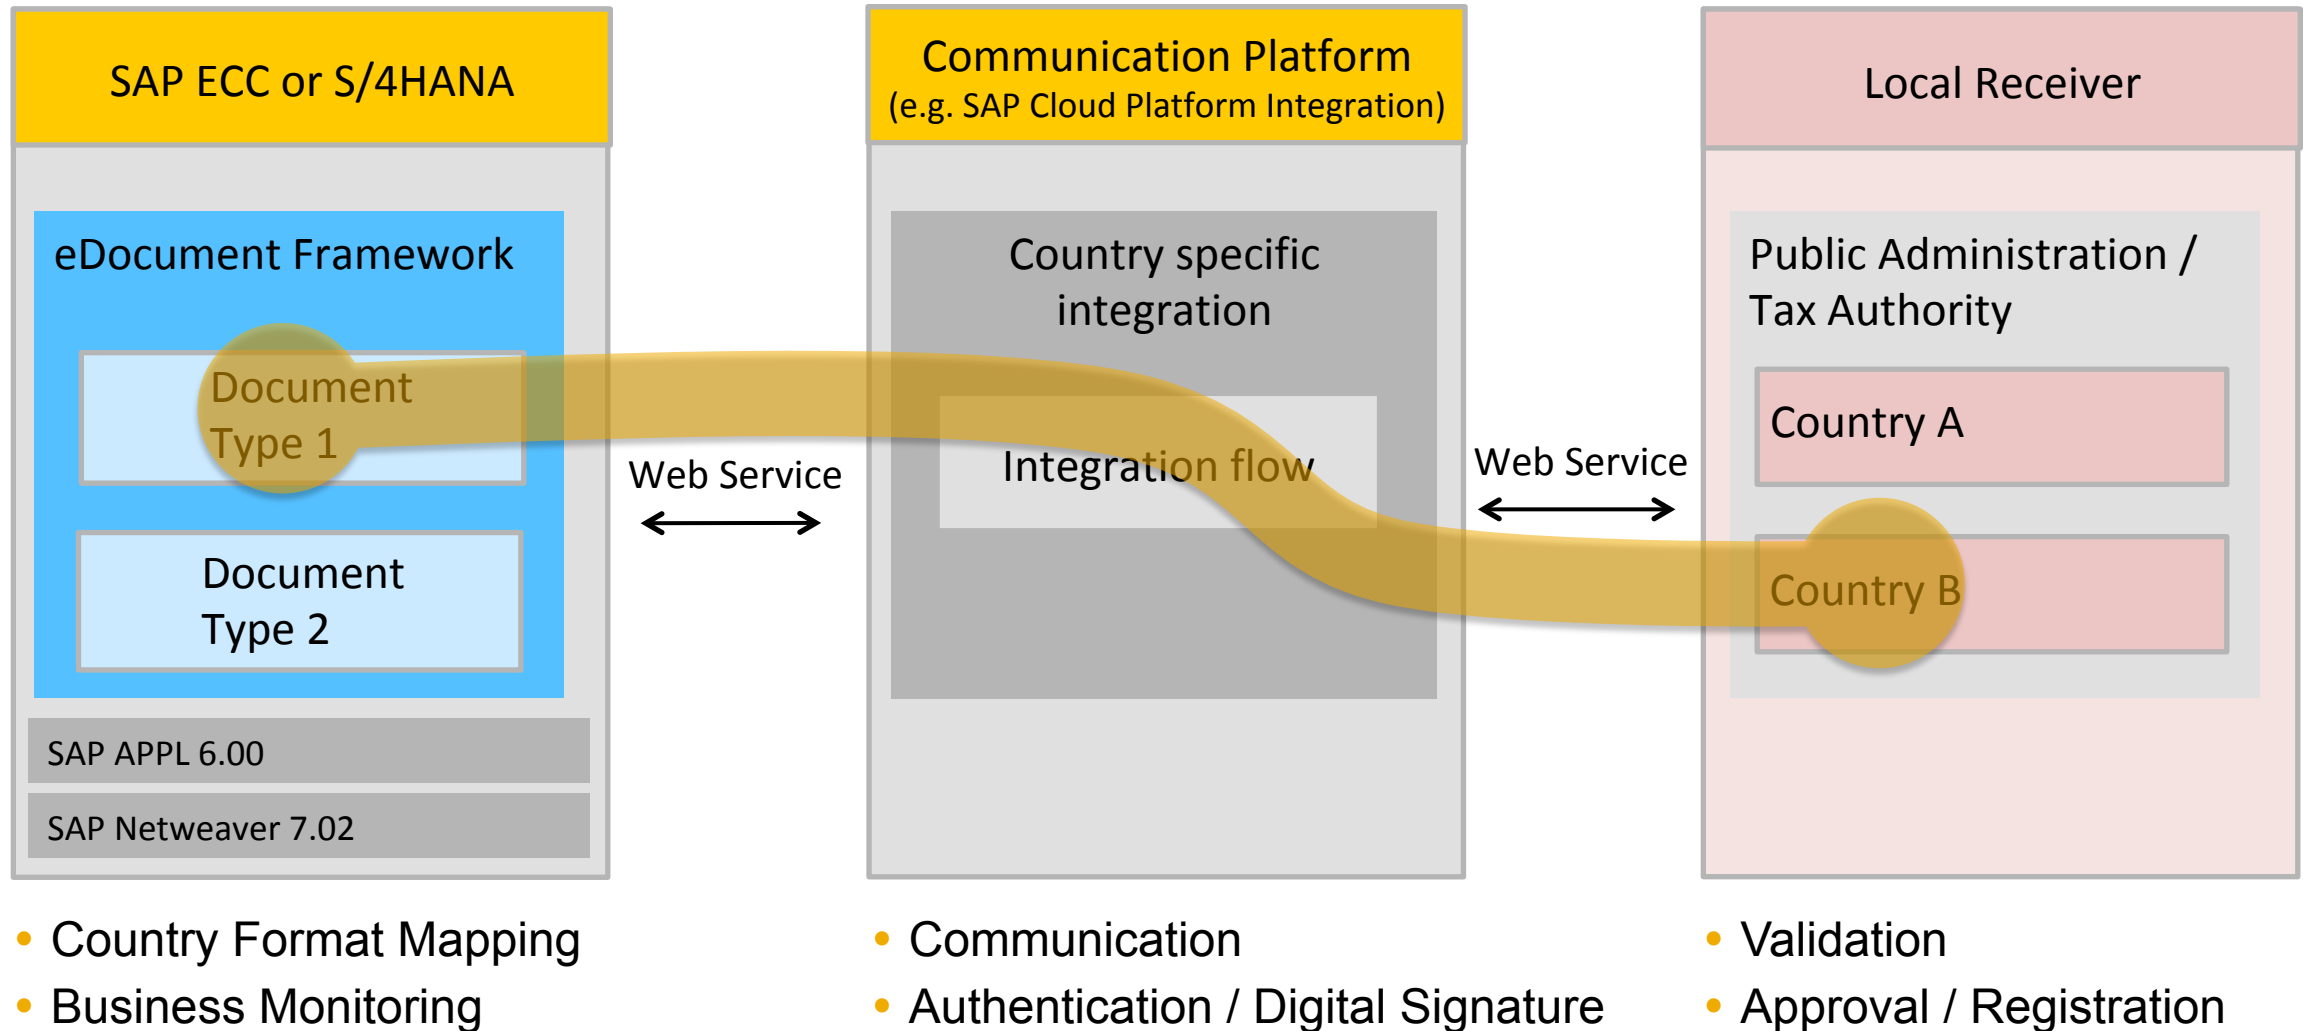 SAP ECC or S/4HANA
eDocument Framework
Document
Type 1
Document
Type 2
SAP APPL 6.00
SAP Netweaver 7.02
• Country Format Mapping
• Business Monitoring
Web Service
Communication Platform
(e.g. SAP Cloud Platform Integration)
Country specific
integration
Integration flow
• Communication
• Authentication / Digital Signature
Web Service
Local Receiver
Public Administration /
Tax Authority
Country A
Country B
• Validation
• Approval / Registration